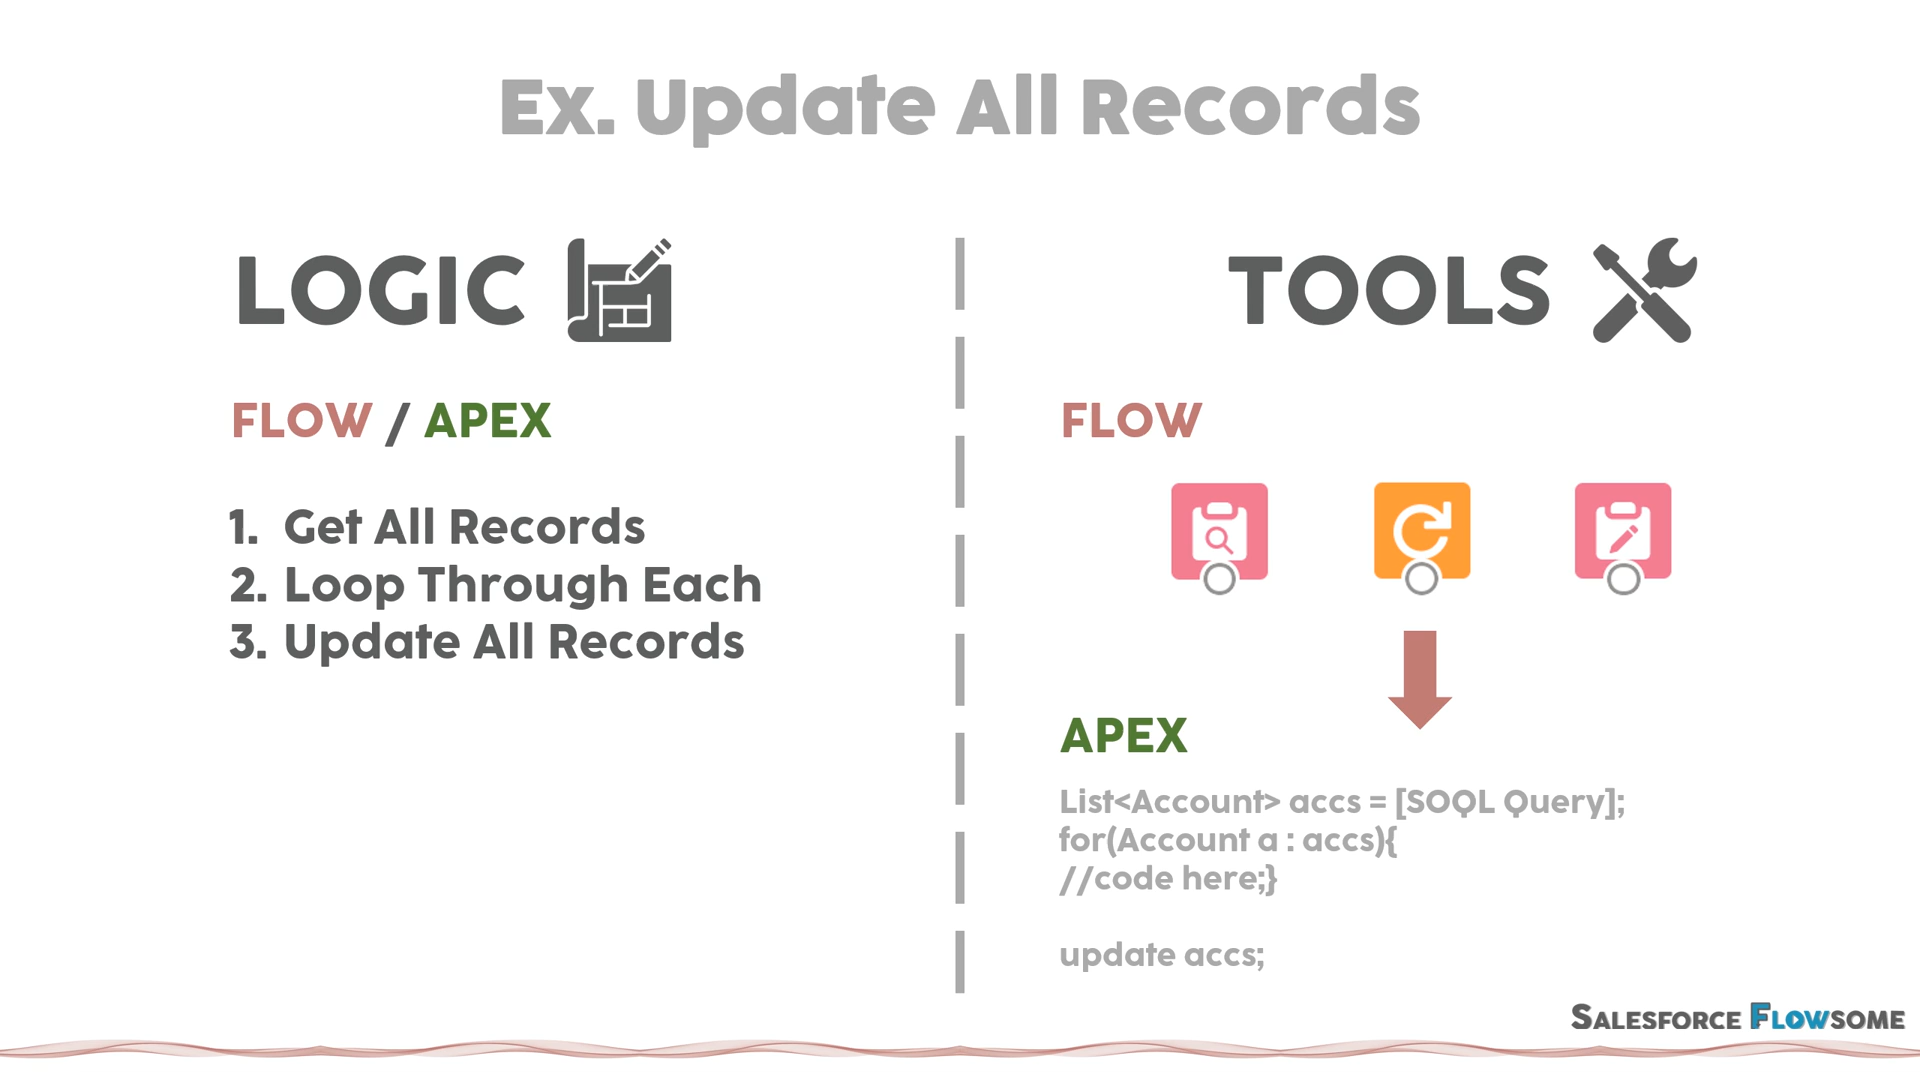 Ex. Update All Records
LOGIC
FLOW / APEX
1. Get All Records
2. Loop Through Each
3. Update All Records
TOOLS
FLOW
APEX
List<Account> accs = [SOQL Query];
for(Account a : accs){
//code here;}
update accs;
SALESFORCE FLOWSOME